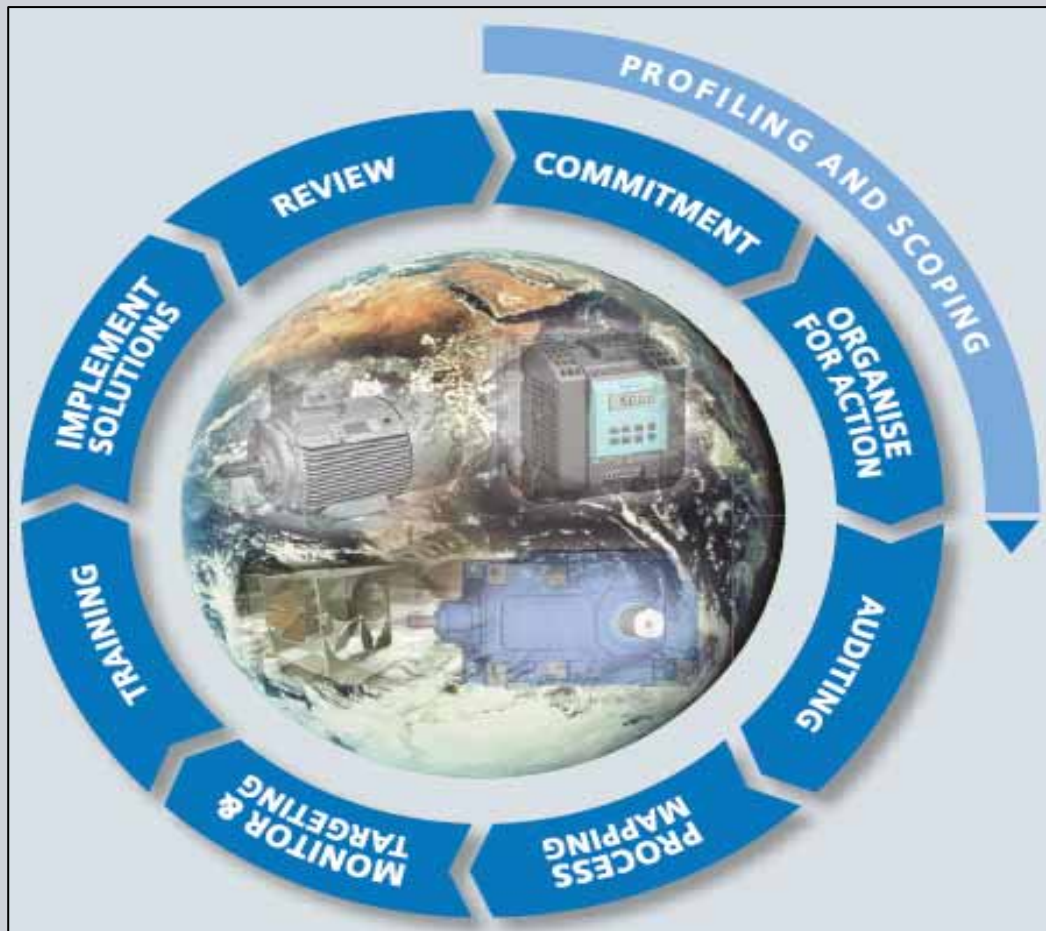 PROFILING AND SCOPING
COMMITMENT
ORGANISE
FOR ACTION
AUDITING
PROCESS
MAPPING
MONITOR &
TARGETING
TRAINING
IMPLEMENT
SOLUTIONS
REVIEW